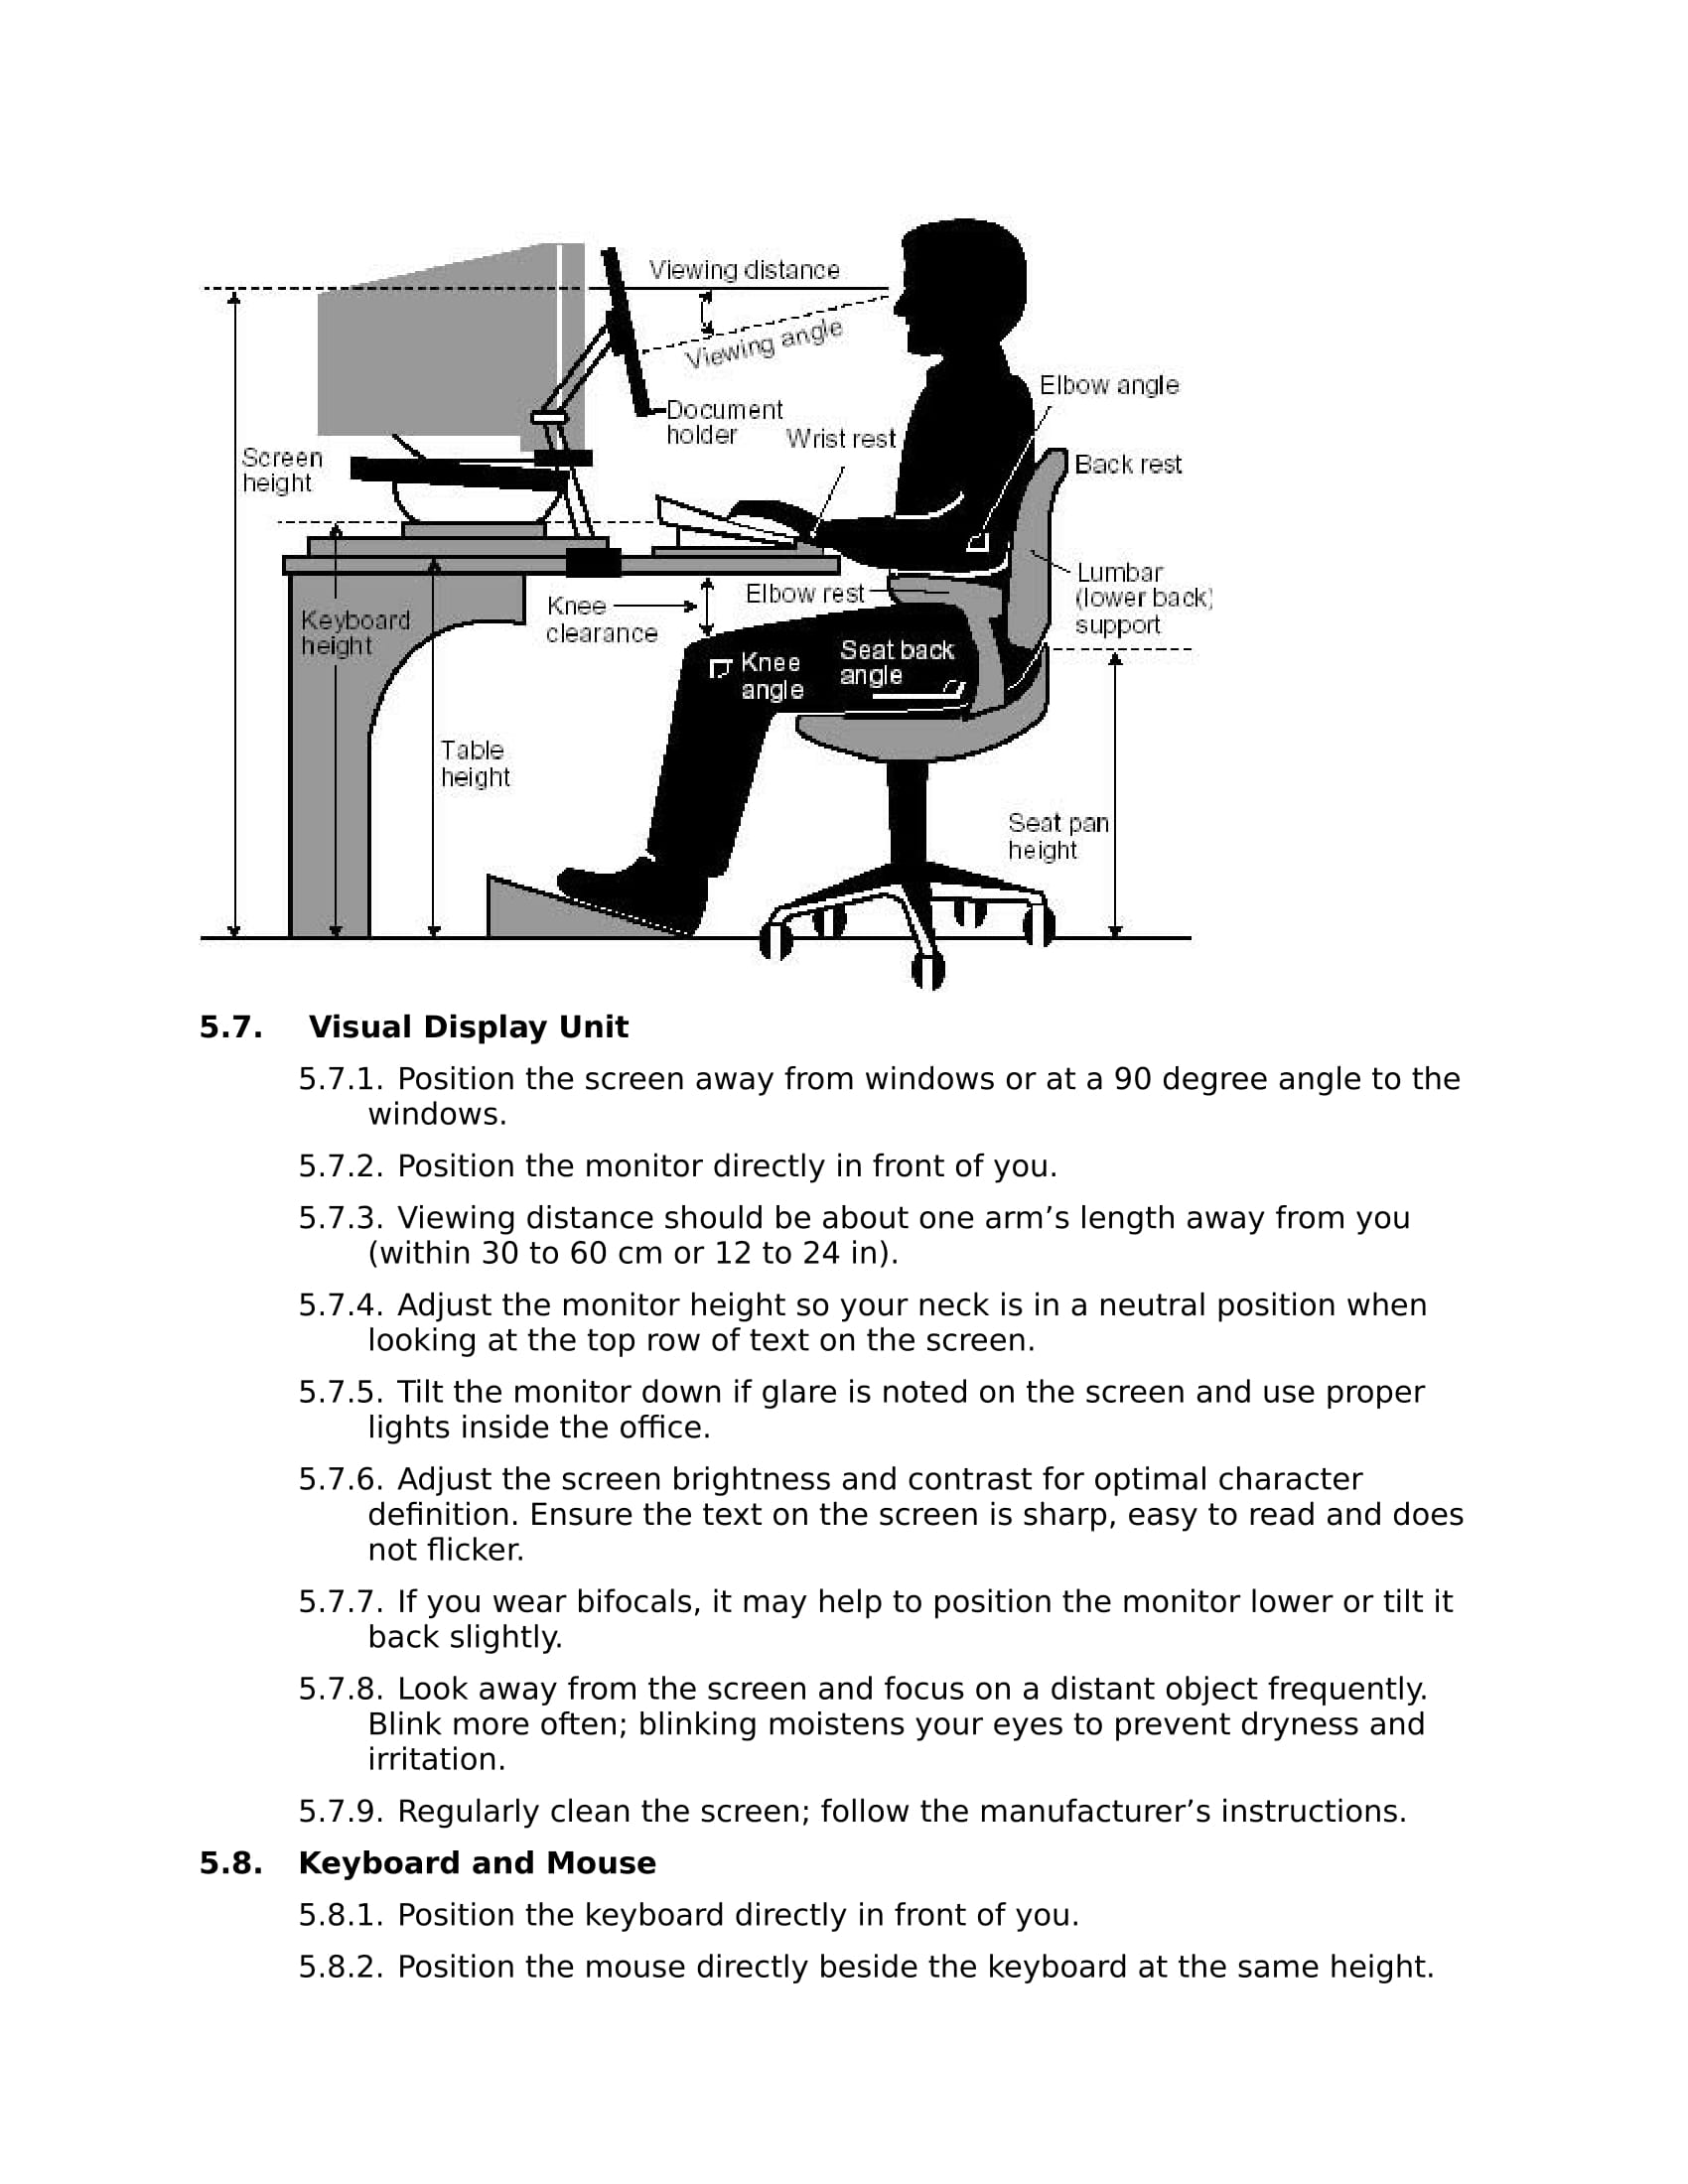 Viewing distance
Viewing angle
Elbow angle
Document
holder
Wrist rest
Back rest
Screen
height
Lumbar
(lower back)
support
Elbow rest
Knee
clearance
Keyboard
height
Seat back
angle
Knee
angle
Table
height
Seat pan
height
5.7. Visual Display Unit
5.7.1. Position the screen away from windows or at a 90 degree angle to the
windows.
5.7.2. Position the monitor directly in front of you.
5.7.3. Viewing distance should be about one arm’s length away from you
(within 30 to 60 cm or 12 to 24 in).
5.7.4. Adjust the monitor height so your neck is in a neutral position when
looking at the top row of text on the screen.
5.7.5. Tilt the monitor down if glare is noted on the screen and use proper
lights inside the office.
5.7.6. Adjust the screen brightness and contrast for optimal character
definition. Ensure the text on the screen is sharp, easy to read and does
not flicker.
5.7.7. If you wear bifocals, it may help to position the monitor lower or tilt it
back slightly.
5.7.8. Look away from the screen and focus on a distant object frequently.
Blink more often; blinking moistens your eyes to prevent dryness and
irritation.
5.7.9. Regularly clean the screen; follow the manufacturer’s instructions.
5.8. Keyboard and Mouse
5.8.1. Position the keyboard directly in front of you.
5.8.2. Position the mouse directly beside the keyboard at the same height.